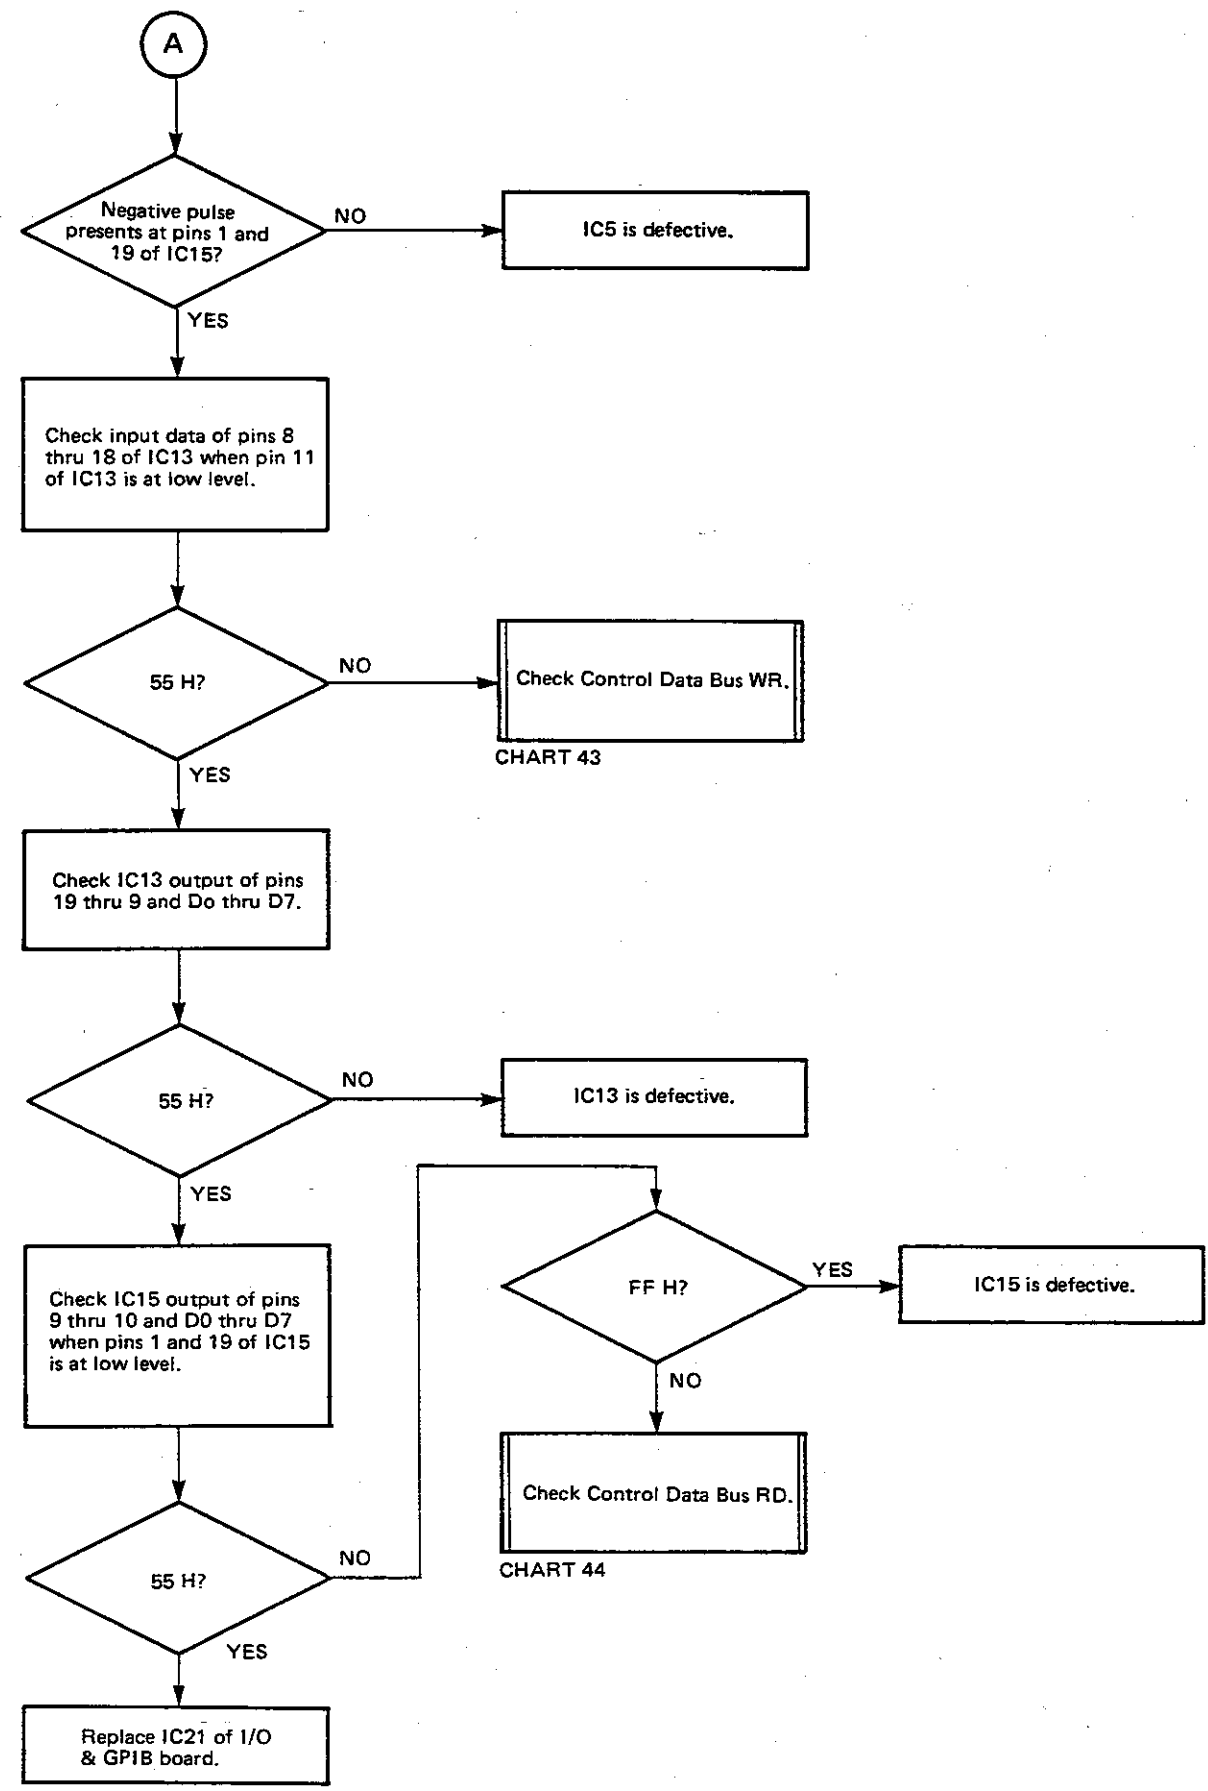 A
Negative pulse
presents at pins 1 and
19 of IC15?
NO
IC5 is defective.
YES
Check input data of pins 8
thru 18 of IC13 when pin 11
of IC13 is at low level.
55 H?
NO
Check Control Data Bus WR.
CHART 43
YES
Check IC13 output of pins
19 thru 9 and Do thru D7.
55 H?
NO
IC13 is defective.
YES
Check IC15 output of pins
9 thru 10 and D0 thru D7
when pins 1 and 19 of IC15
is at low level.
FF H?
YES
IC15 is defective.
NO
Check Control Data Bus RD.
CHART 44
55 H?
NO
YES
Replace IC21 of I/O
& GPIB board.